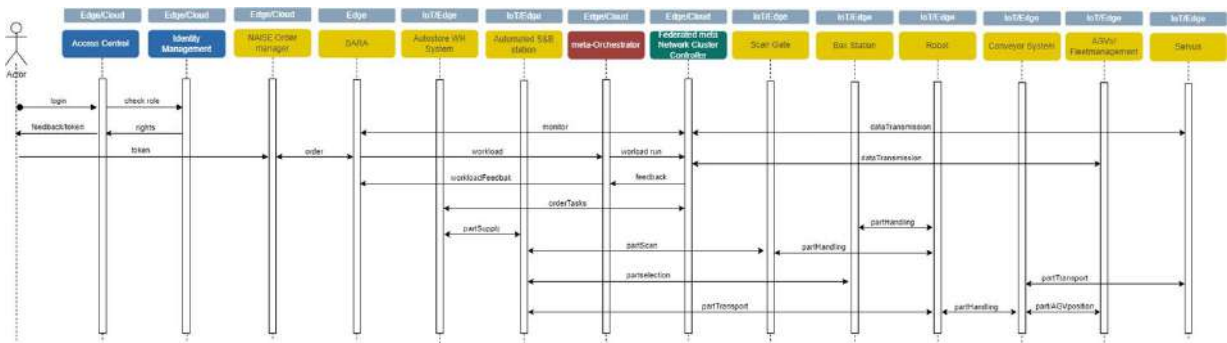 Edge/Cloud
Edge/Cloud
Edge/Cloud
Edge
IoT/Edge
IoT/Edge
Edge/Cloud
Edge/Cloud
IoT/Edge
IoT/Edge
IoT/Edge
IoT/Edge
IoT/Edge
IoT/Edge
Access Control
Identity
Management
NAISE Order
manager
SARA
Autostore WH
System
Automated S&B
station
meta-Orchestrator
Federated meta
Network Cluster
Controller
Scan Gate
Box Station
Robot
Conveyor System
AGVs/
Fleetmanagement
Servus
Actor
login
check role
feedback/token
rights
monitor
dataTransmission
token
order
workload
worload run
dataTransmission
workloadFeedbak
feedback
orderTasks
partSupply
partHandling
partScan
partHandling
partselection
partTransport
partTransport
partHandling
part/AGVposition